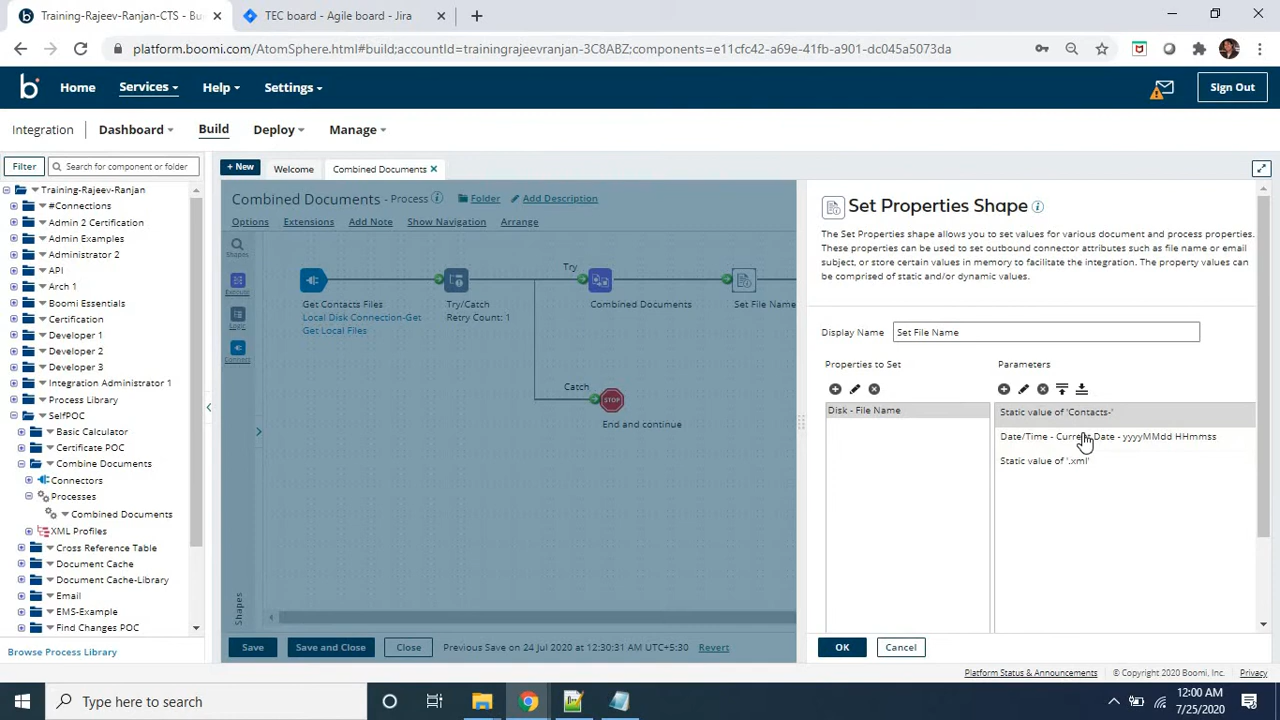 Training-Rajeev-Ranjan-CTS - Bu
TEC board - Agile board - Jira
platform.boomi.com/AtomSphere.html#build;accountId=trainingrajeevranjan-3C8ABZ;components=e11cfc42-a69e-41fb-a901-dc045a5073da
Home
Services
Help
Settings
Sign Out
Integration
Dashboard
Build
Deploy
Manage
Filter
Search for component or folder
+ New
Welcome
Combined Documents
Training-Rajeev-Ranjan
#Connections
Admin 2 Certification
Admin Examples
Administrator 2
API
Arch 1
Boomi Essentials
Certification
Developer 1
Developer 2
Developer 3
Integration Administrator 1
Process Library
SelfPOC
Basic Calculator
Certificate POC
Combine Documents
Connectors
Processes
Combined Documents
XML Profiles
Cross Reference Table
Document Cache
Document Cache-Library
Email
EMS-Example
Find Changes POC
Browse Process Library
Combined Documents - Process
Folder
Add Description
Options
Extensions
Add Note
Show Navigation
Arrange
Shapes
Execute
Logic
Connect
Shapes
Get Contacts Files
Local Disk Connection-Get
Get Local Files
Try/Catch
Retry Count: 1
Try
Combined Documents
Set File Name
Catch
STOP
End and continue
Save
Save and Close
Close
Previous Save on 24 Jul 2020 at 12:30:31 AM UTC+5:30
Revert
Set Properties Shape
The Set Properties shape allows you to set values for various document and process properties.
These properties can be used to set outbound connector attributes such as file name or email
subject, or store certain values in memory to facilitate the integration. The property values can
be comprised of static and/or dynamic values.
Display Name
Set File Name
Properties to Set
Parameters
Disk - File Name
Static value of 'Contacts-'
Date/Time - Current Date - yyyyMMdd HHmmss
Static value of '.xml'
OK
Cancel
Platform Status & Announcements
© Copyright 2020 Boomi, Inc.
Privacy
Type here to search
12:00 AM
7/25/2020